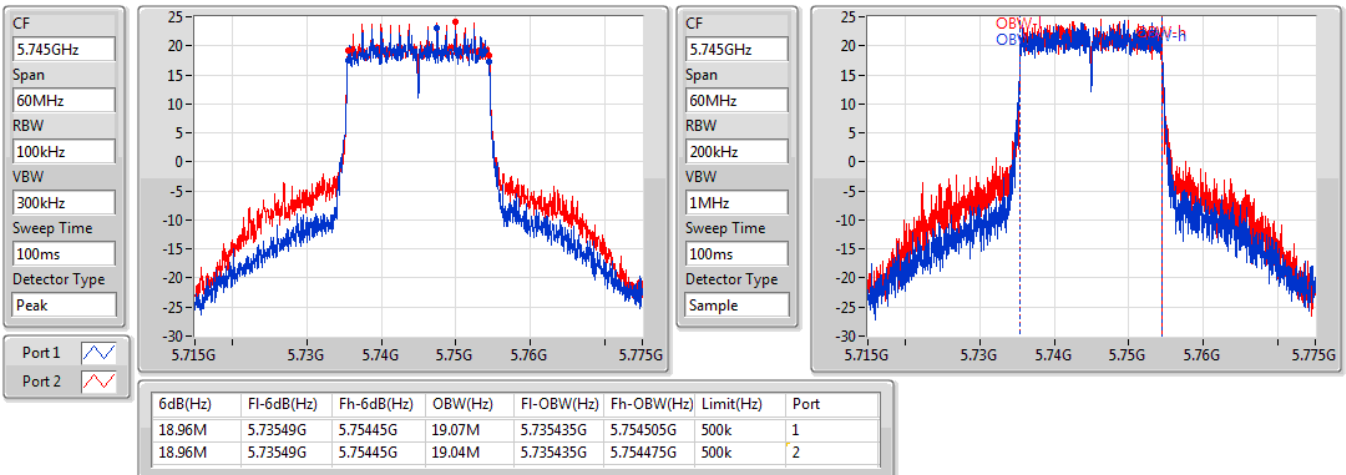 CF
5.745GHz
Span
60MHz
RBW
100kHz
VBW
300kHz
Sweep Time
100ms
Detector Type
Peak
Port 1
Port 2
25
20
15
10
5
0
-5
-10
-15
-20
-25
-30
5.715G 5.73G 5.74G 5.75G 5.76G 5.775G
CF
5.745GHz
Span
60MHz
RBW
200kHz
VBW
1MHz
Sweep Time
100ms
Detector Type
Sample
25
20
15
10
5
0
-5
-10
-15
-20
-25
-30
OBW-h
5.715G 5.73G 5.74G 5.75G 5.76G 5.775G
6dB(Hz) Fl-6dB(Hz) Fh-6dB(Hz) OBW(Hz) Fl-OBW(Hz) Fh-OBW(Hz) Limit(Hz) Port
18.96M 5.73549G 5.75445G 19.07M 5.735435G 5.754505G 500k 1
18.96M 5.73549G 5.75445G 19.04M 5.735435G 5.754475G 500k 2